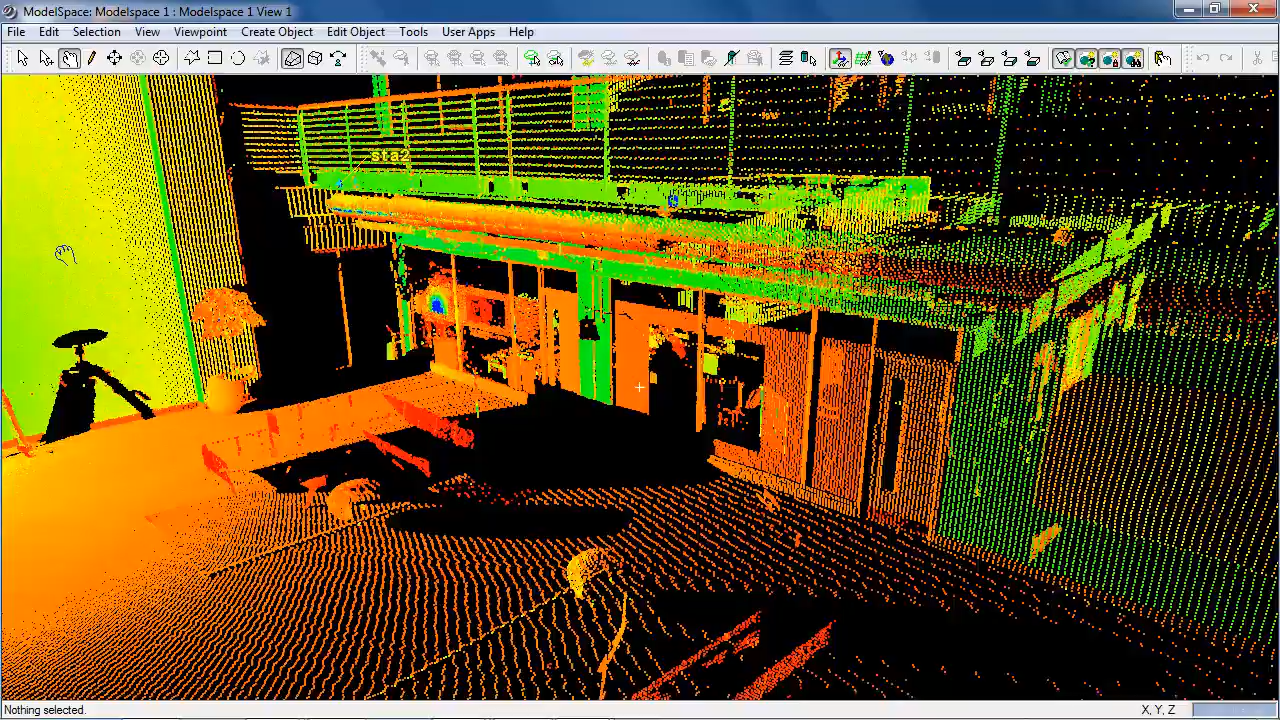 ModelSpace: Modelspace 1 : Modelspace 1 View 1
File Edit Selection View Viewpoint Create Object Edit Object Tools User Apps Help
sta2
Nothing selected.
X, Y, Z